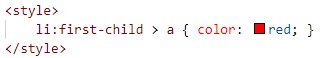 <style>
    li:first-child > a { color: red; }
</style>